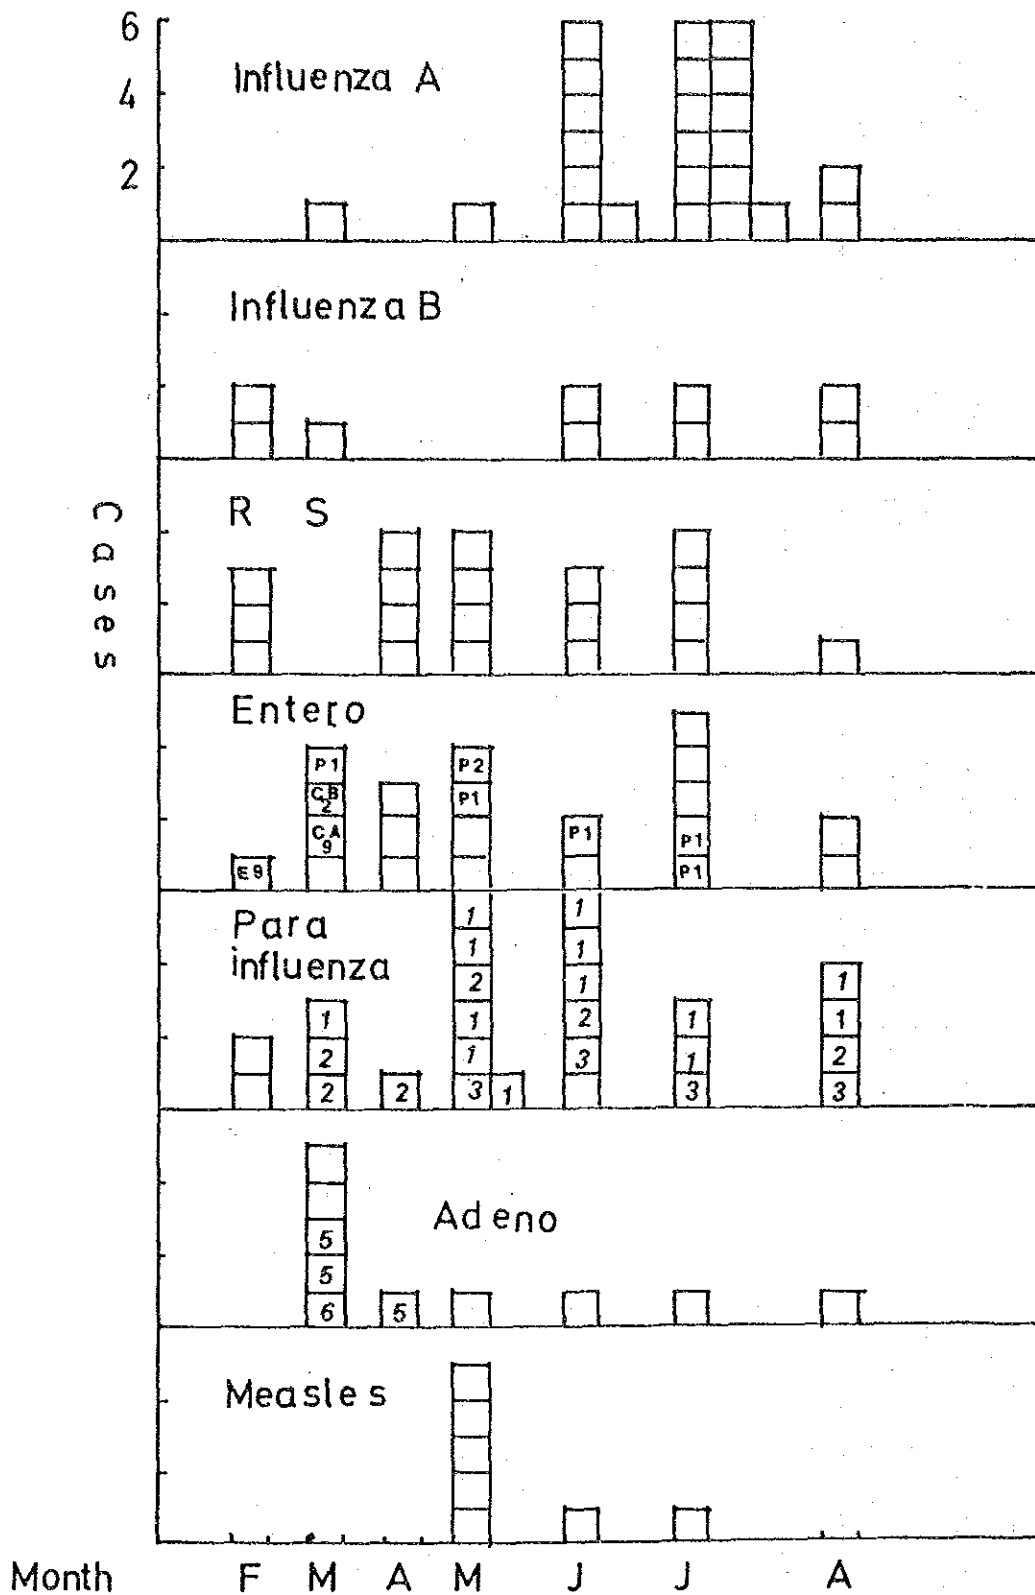 6
Influenza A
4
2
Influenza B
Cases
R S
Entero
P1 P2
C B 2 P1
C A 9 P1 P1
E9 P1
Para
influenza
1 1
1 1
2 1 1
1 1 2 1 1
2 1 3 1 2
2 2 3 1 3 3
Adeno
5
5
6 5
Measles
Month F M A M J J A